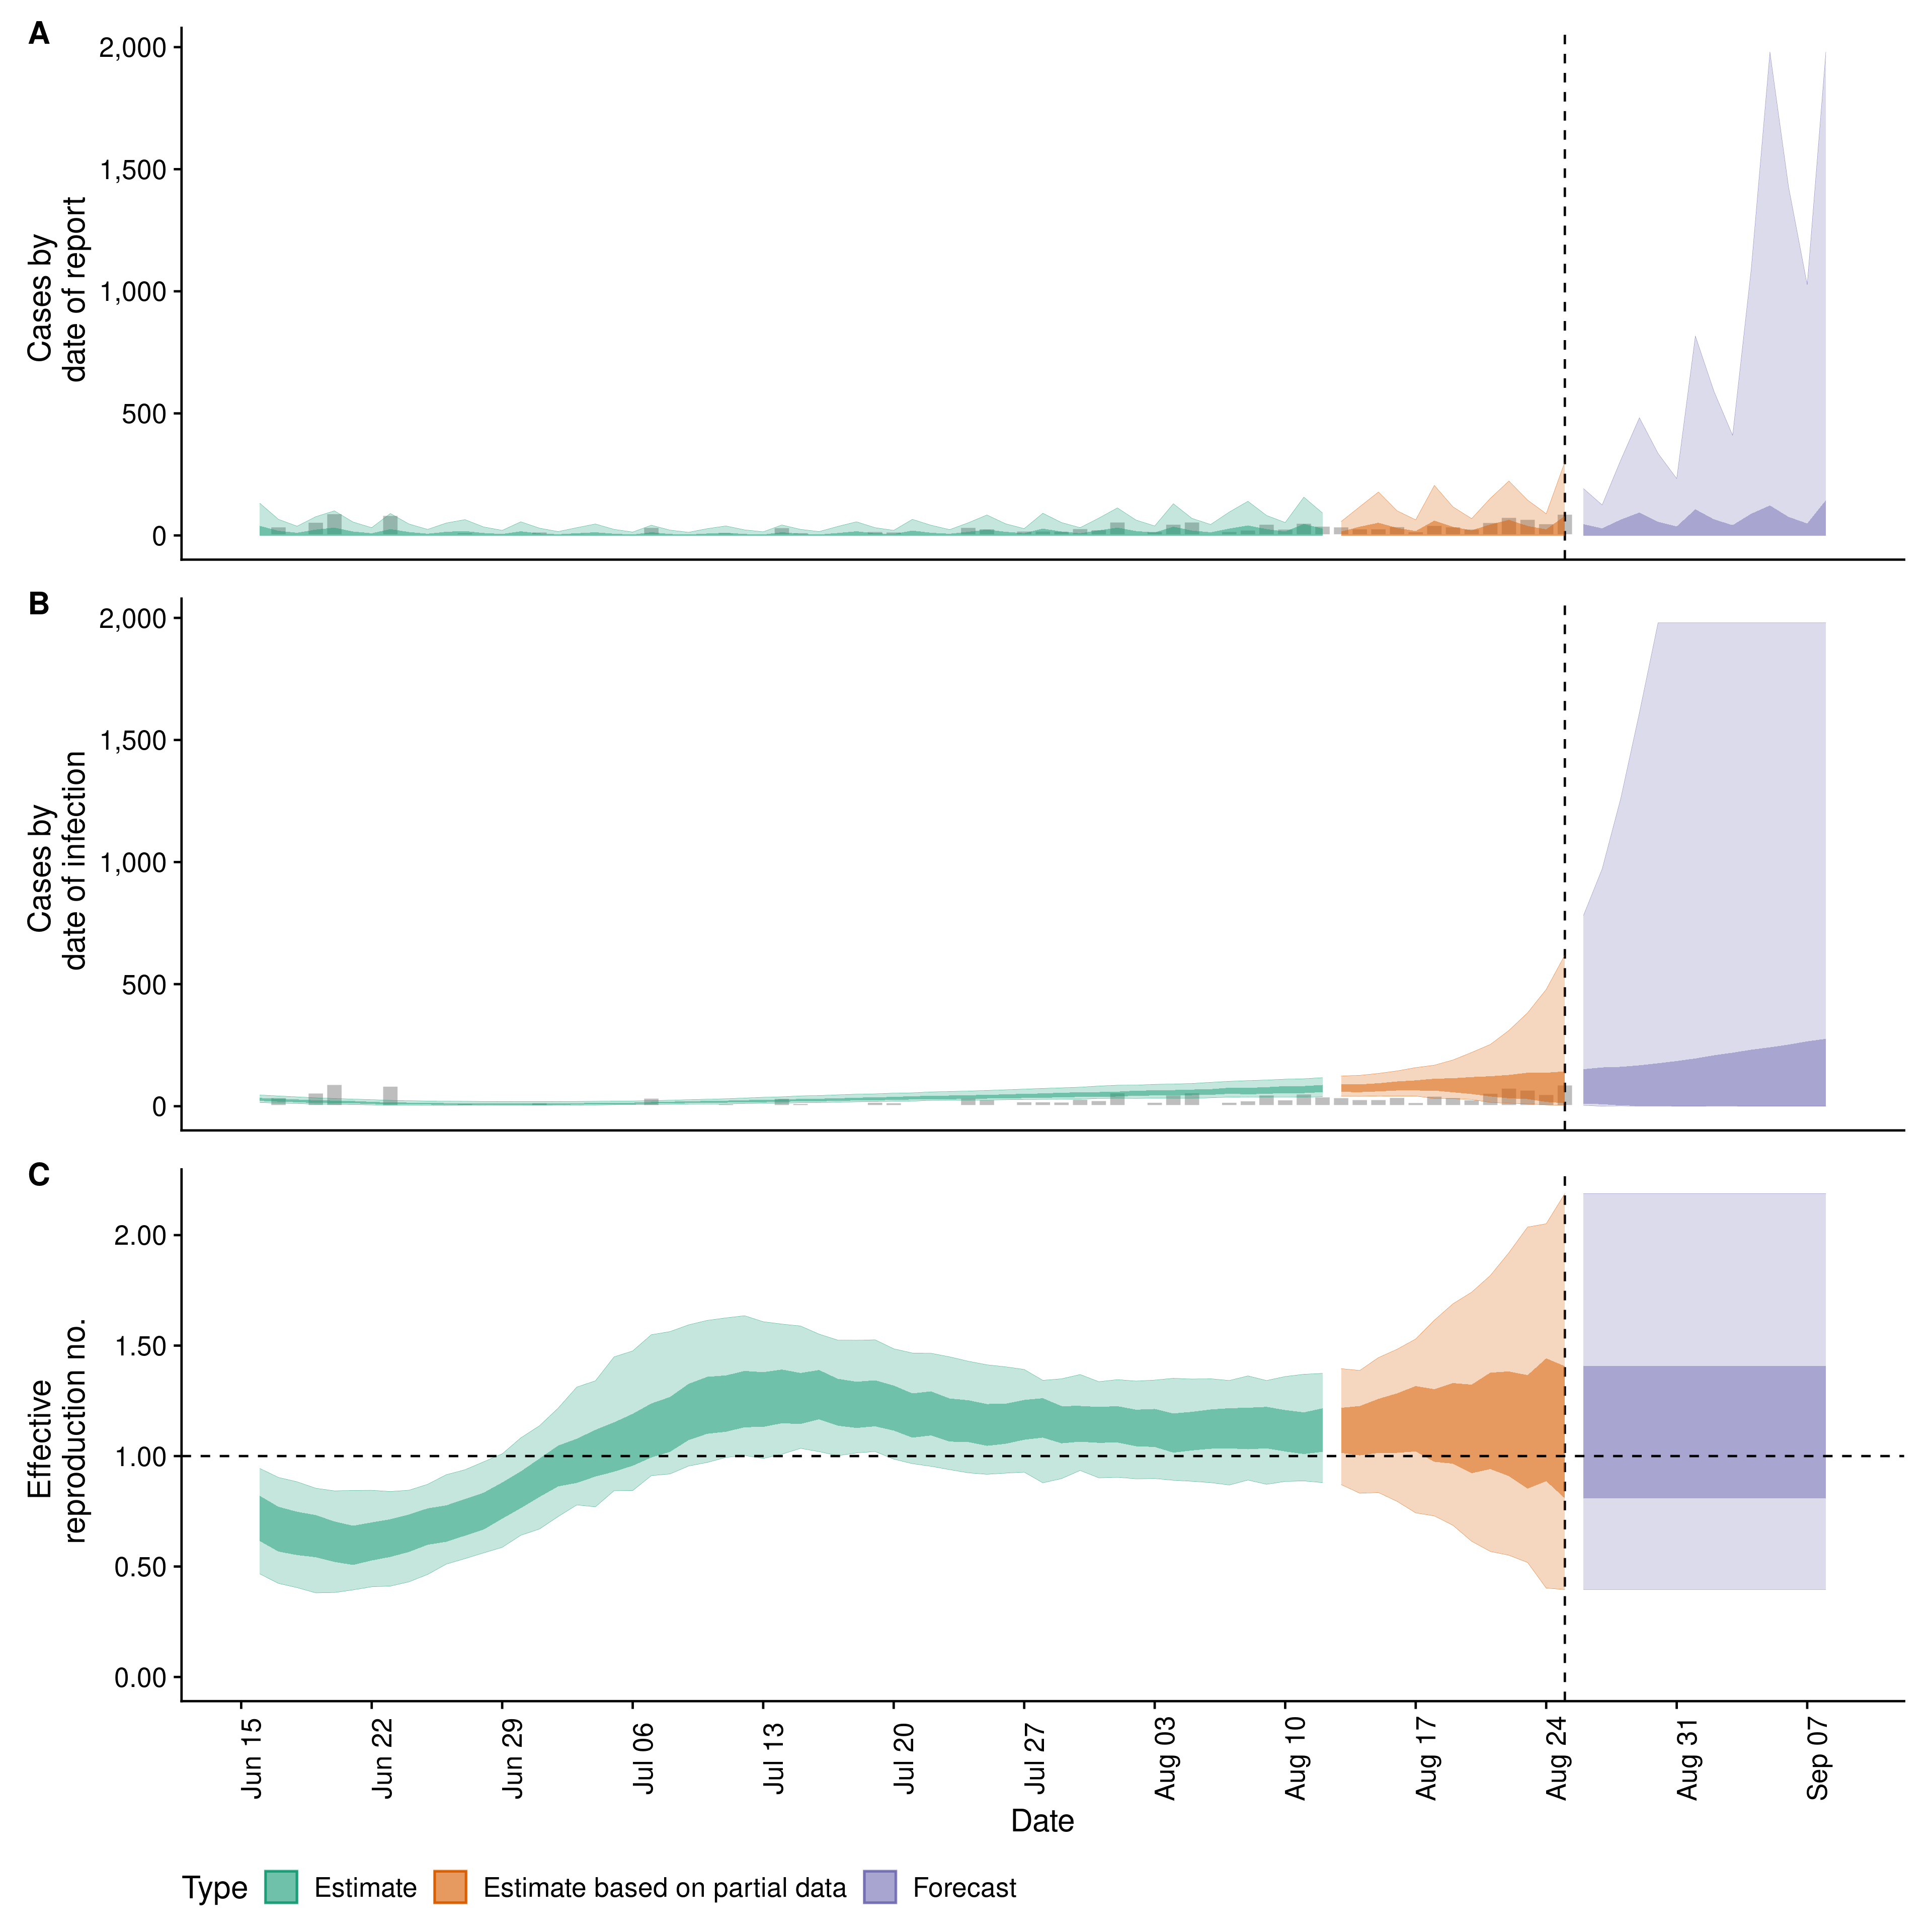 A
2,000
1,500
1,000
500
0
Cases by
date of report
B
2,000
1,500
1,000
500
0
Cases by
date of infection
C
2.00
1.50
1.00
0.50
0.00
Effective
reproduction no.
Jun 15
Jun 22
Jun 29
Jul 06
Jul 13
Jul 20
Jul 27
Aug 03
Aug 10
Aug 17
Aug 24
Aug 31
Sep 07
Date
Type Estimate Estimate based on partial data Forecast